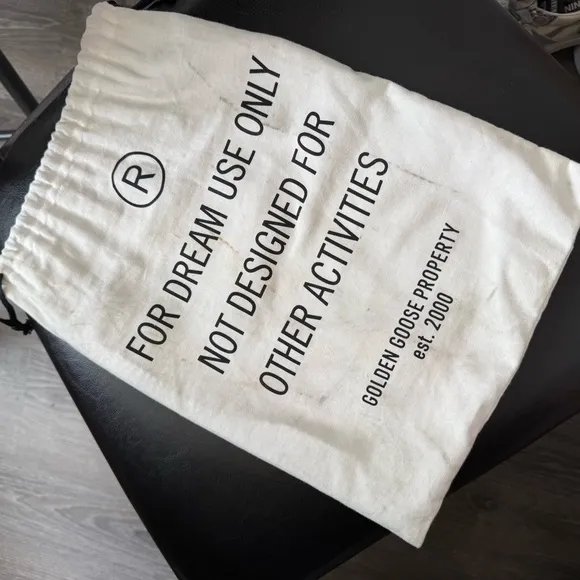 ®
FOR DREAM USE ONLY
NOT DESIGNED FOR
OTHER ACTIVITIES
GOLDEN GOOSE PROPERTY
est. 2000